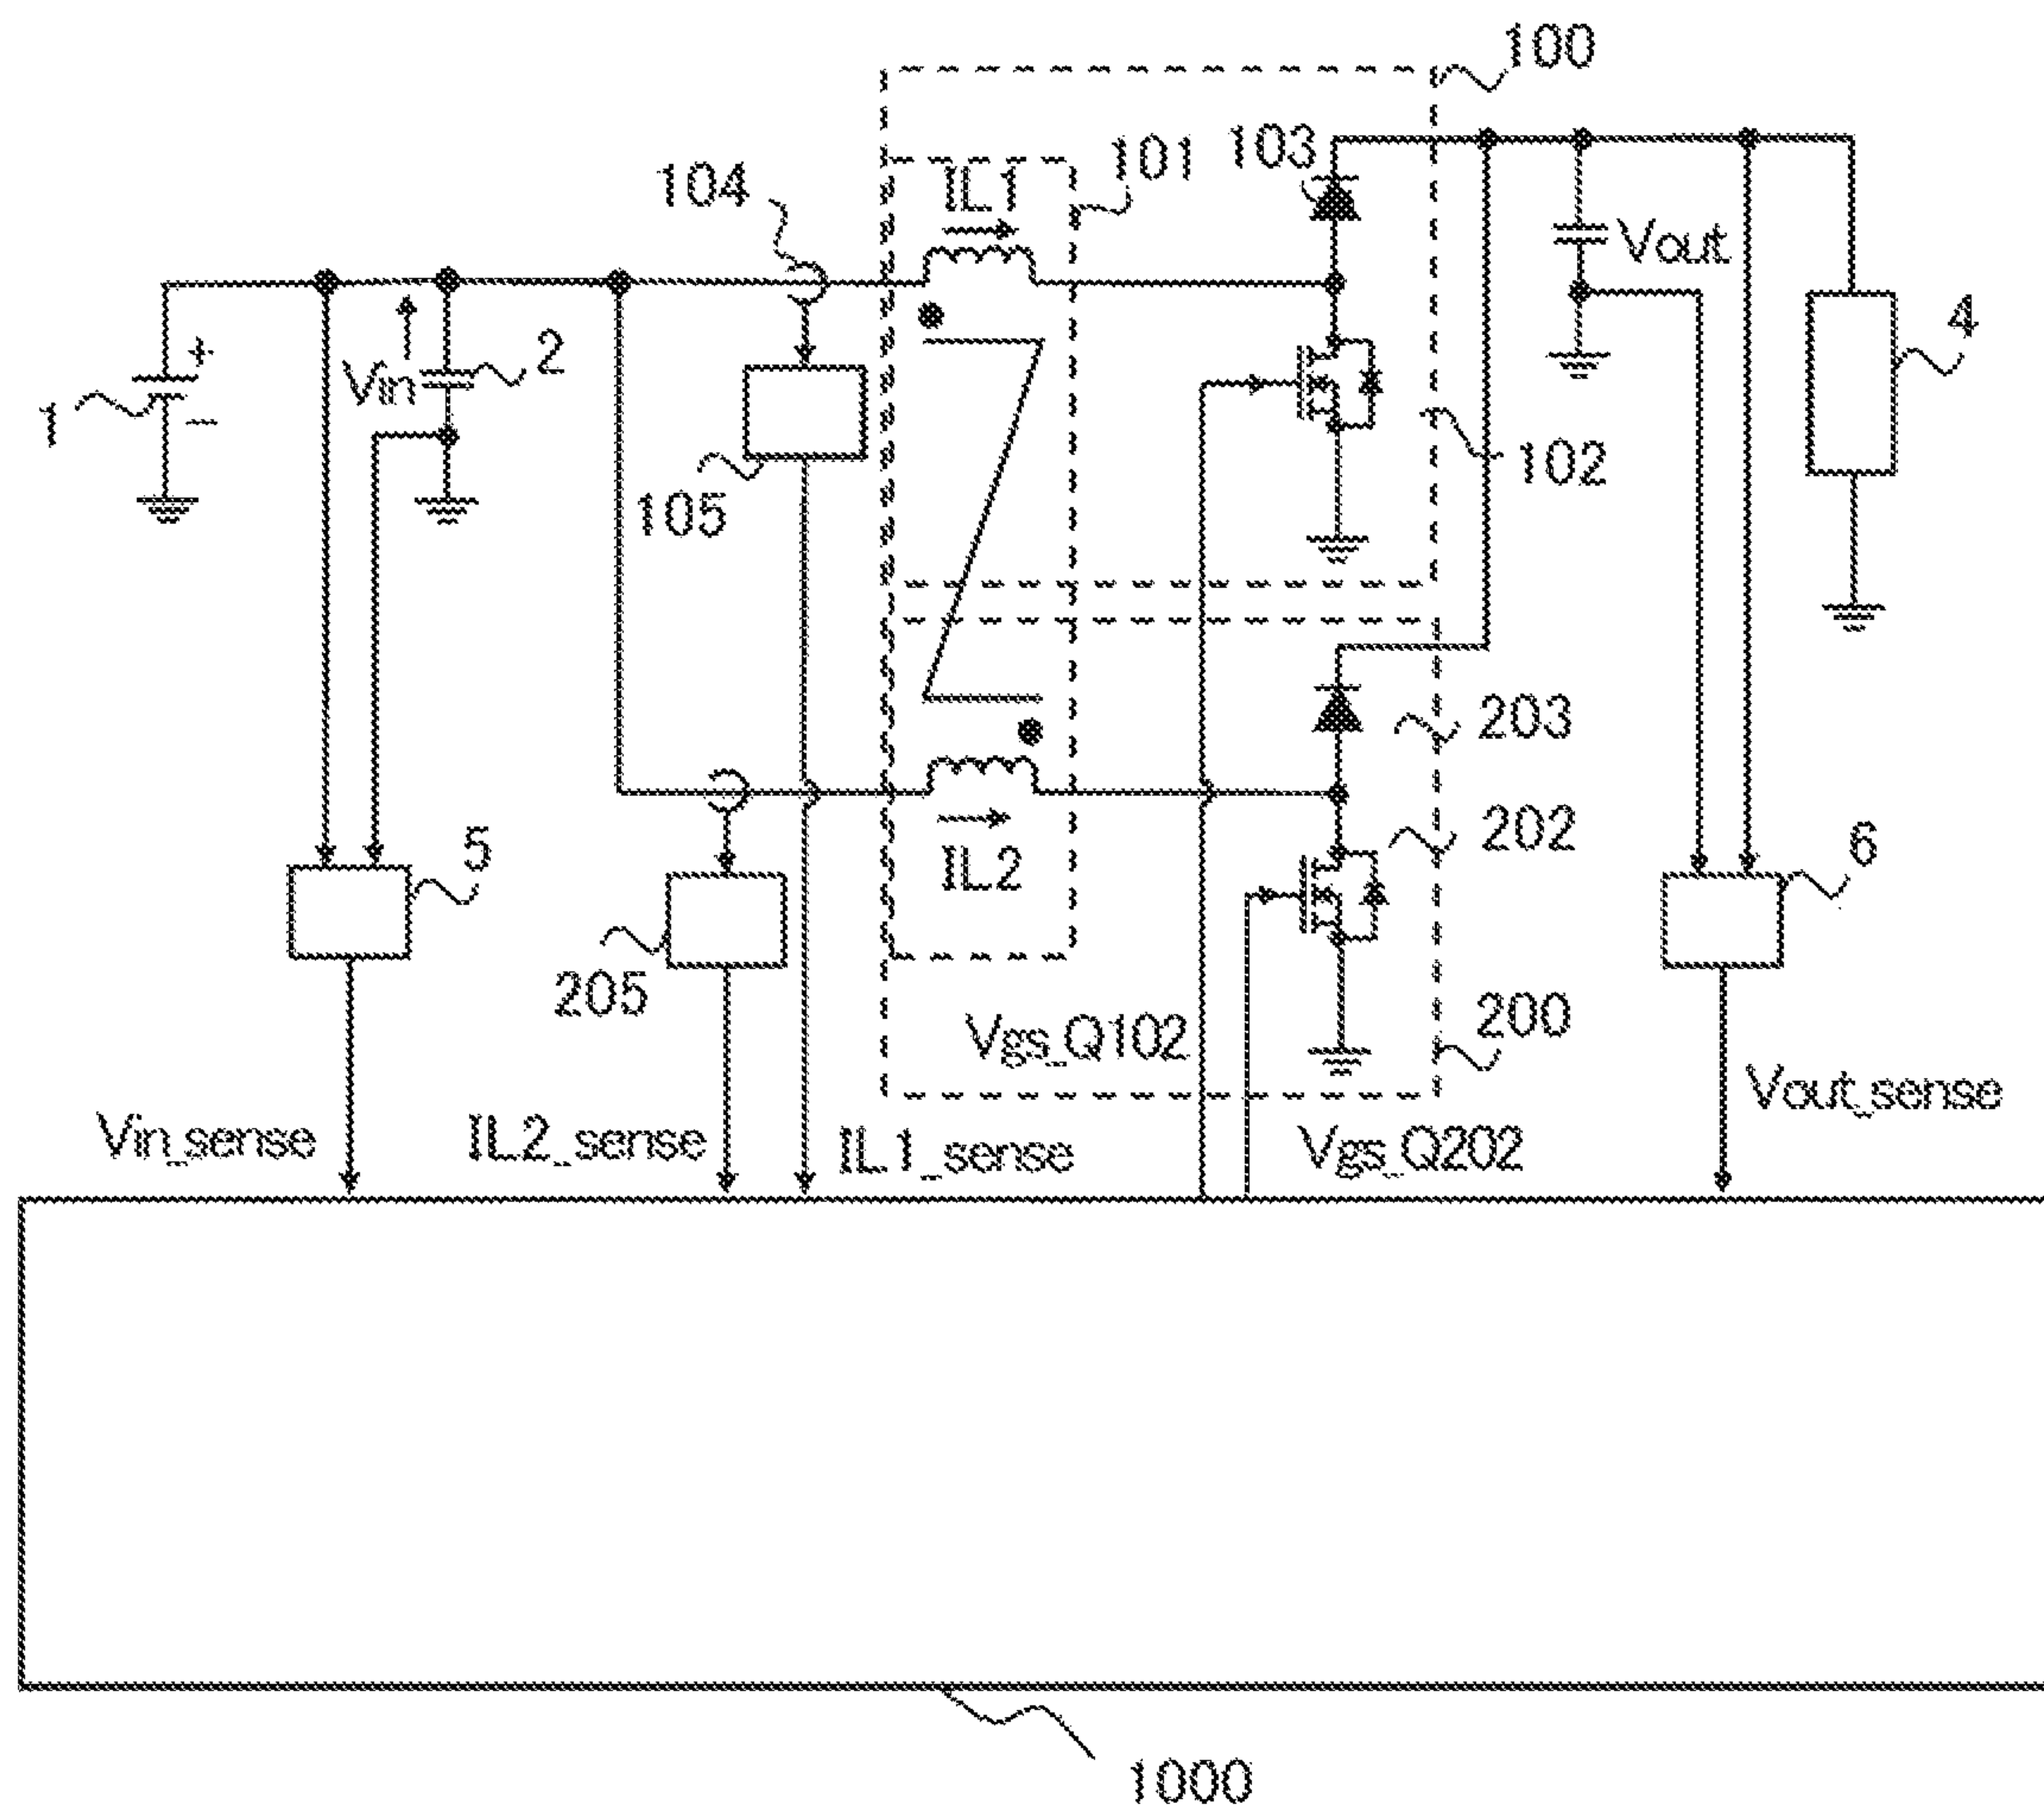 100
103
101
104
IL1
Vout
4
+
2
Vin
1
−
102
105
203
202
5
6
IL2
205
200
Vgs_Q102
Vout_sense
Vin_sense
IL2_sense
IL1_sense
Vgs_Q202
1000